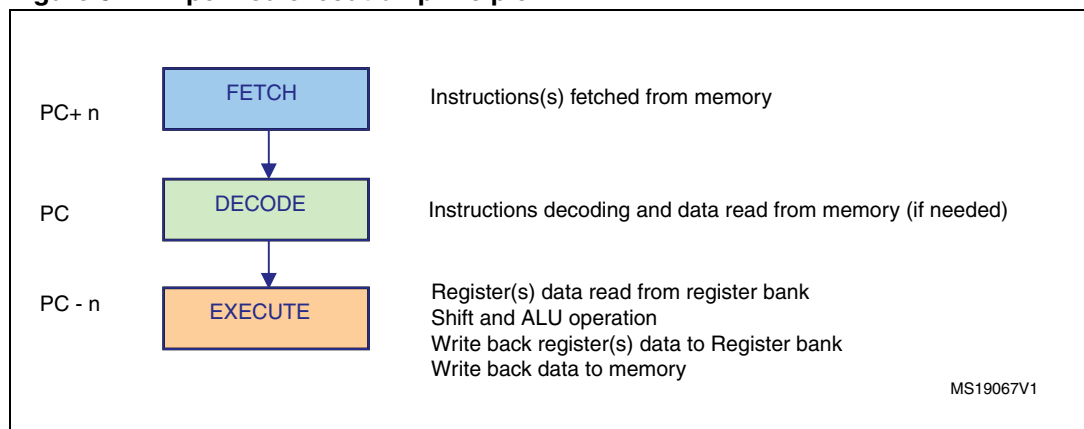 PC+ n
FETCH
Instructions(s) fetched from memory
PC
DECODE
Instructions decoding and data read from memory (if needed)
PC - n
EXECUTE
Register(s) data read from register bank
Shift and ALU operation
Write back register(s) data to Register bank
Write back data to memory
MS19067V1